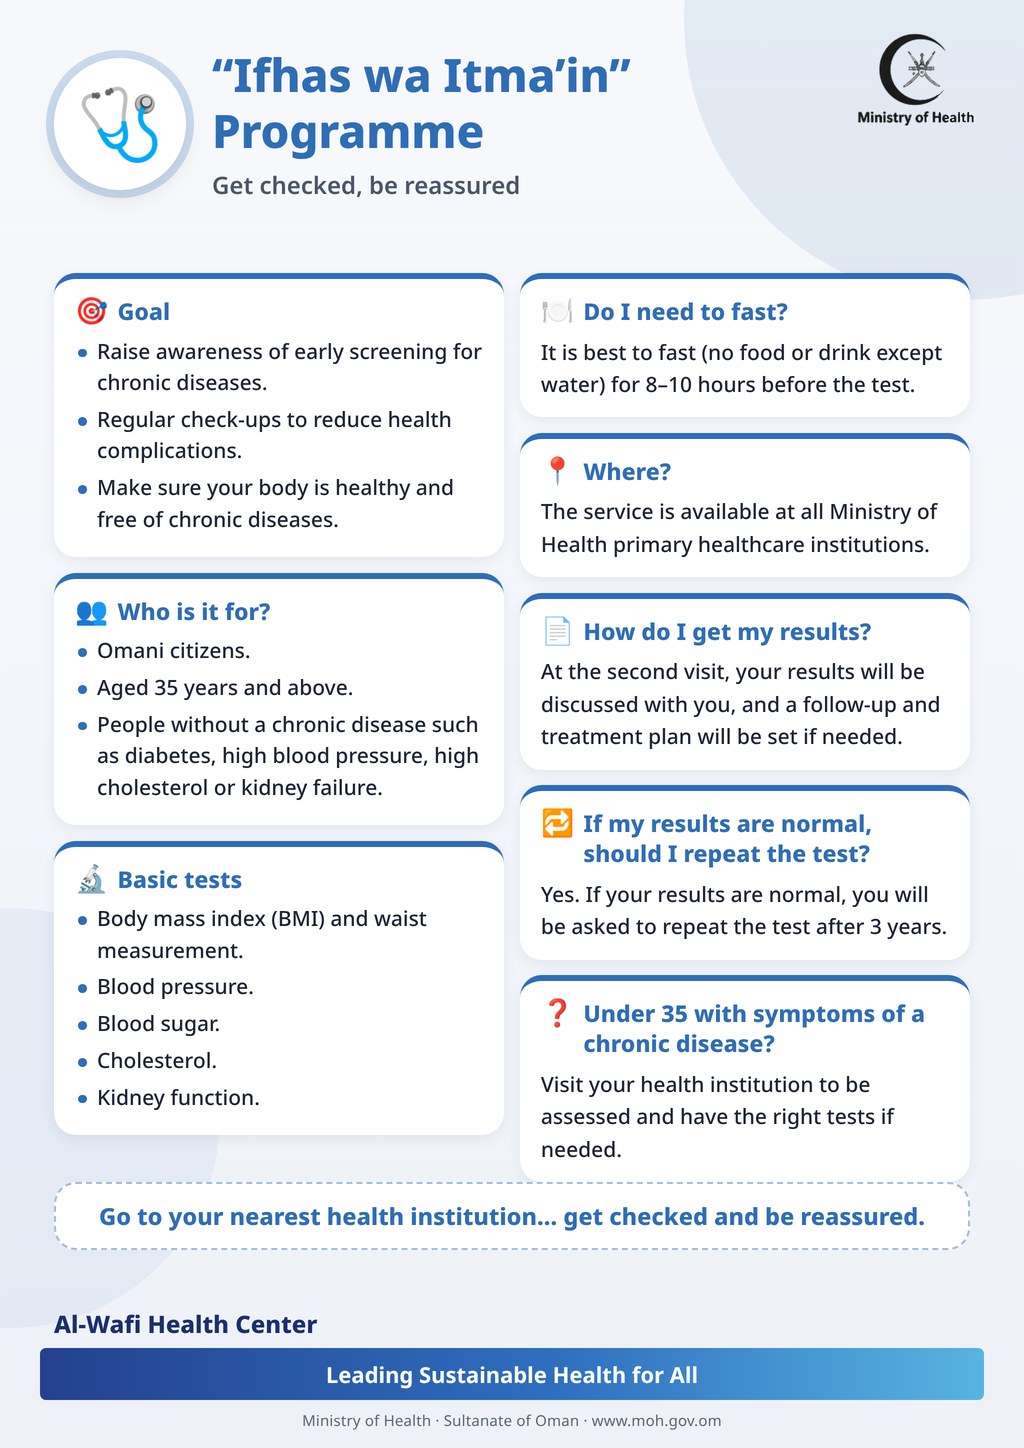 “Ifhas wa Itma’in”
Programme
Get checked, be reassured
Ministry of Health
Goal
• Raise awareness of early screening for
chronic diseases.
• Regular check-ups to reduce health
complications.
• Make sure your body is healthy and
free of chronic diseases.
Who is it for?
• Omani citizens.
• Aged 35 years and above.
• People without a chronic disease such
as diabetes, high blood pressure, high
cholesterol or kidney failure.
Basic tests
• Body mass index (BMI) and waist
measurement.
• Blood pressure.
• Blood sugar.
• Cholesterol.
• Kidney function.
Do I need to fast?
It is best to fast (no food or drink except
water) for 8–10 hours before the test.
Where?
The service is available at all Ministry of
Health primary healthcare institutions.
How do I get my results?
At the second visit, your results will be
discussed with you, and a follow-up and
treatment plan will be set if needed.
If my results are normal,
should I repeat the test?
Yes. If your results are normal, you will
be asked to repeat the test after 3 years.
Under 35 with symptoms of a
chronic disease?
Visit your health institution to be
assessed and have the right tests if
needed.
Go to your nearest health institution... get checked and be reassured.
Al-Wafi Health Center
Leading Sustainable Health for All
Ministry of Health · Sultanate of Oman · www.moh.gov.om